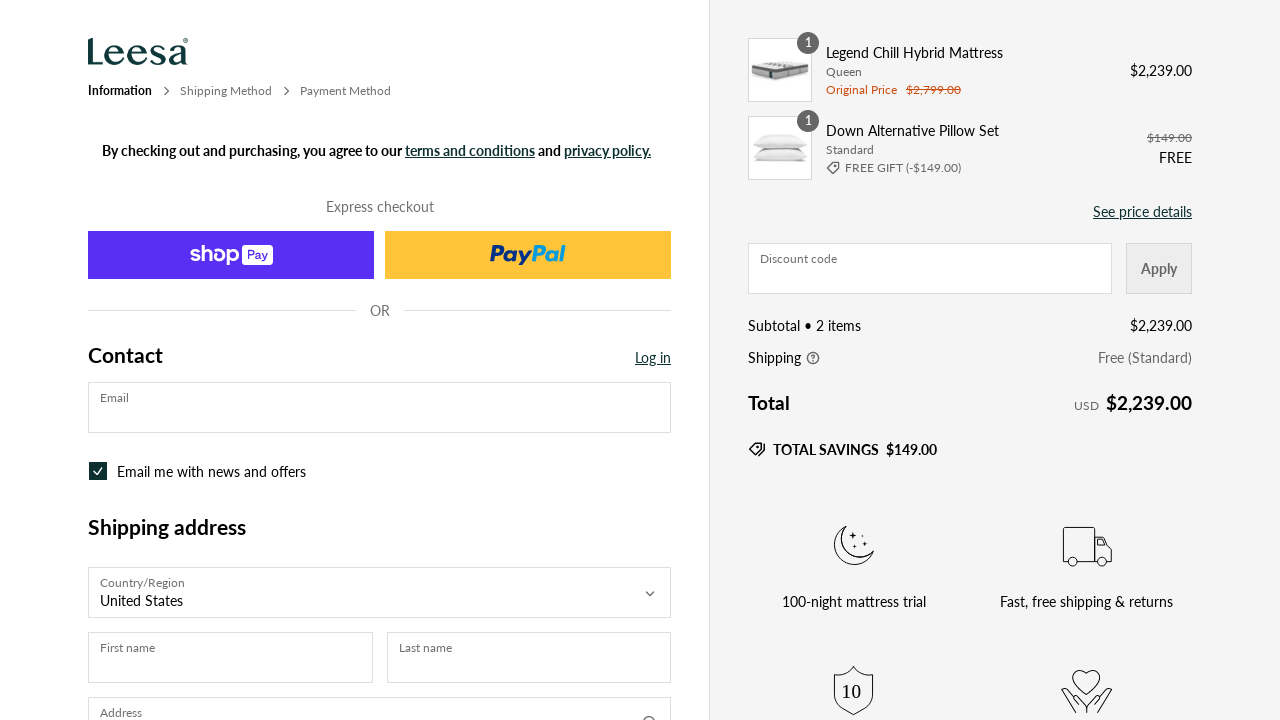 Leesa®
Information > Shipping Method > Payment Method
By checking out and purchasing, you agree to our terms and conditions and privacy policy.
Express checkout
shop Pay
PayPal
OR
Contact
Log in
Email
Email me with news and offers
Shipping address
Country/Region
United States
First name
Last name
Address
1
Legend Chill Hybrid Mattress
Queen
Original Price $2,799.00
$2,239.00
1
Down Alternative Pillow Set
Standard
FREE GIFT (-$149.00)
$149.00
FREE
See price details
Discount code
Apply
Subtotal • 2 items
$2,239.00
Shipping
Free (Standard)
Total
USD $2,239.00
TOTAL SAVINGS $149.00
100-night mattress trial
Fast, free shipping & returns
10